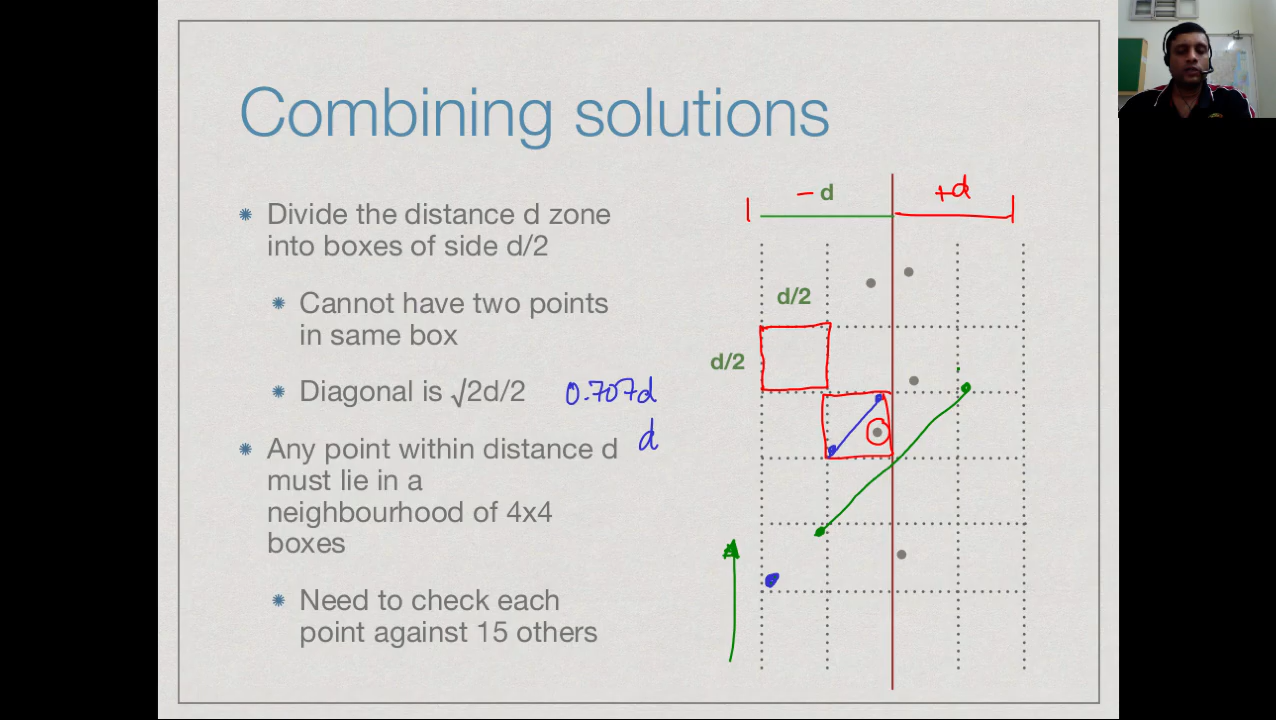 Combining solutions
Divide the distance d zone
into boxes of side d/2
Cannot have two points
in same box
Diagonal is √2d/2 0.707d
d
Any point within distance d
must lie in a
neighbourhood of 4x4
boxes
Need to check each
point against 15 others
- d
+d
d/2
d/2